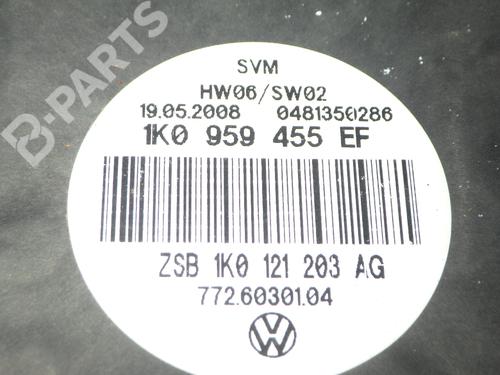 B-PARTS
SVM
HW06/SW02
19.05.2008 0481350286
1K0 959 455 EF
ZSB 1K0 121 203 AG
772.60301.04